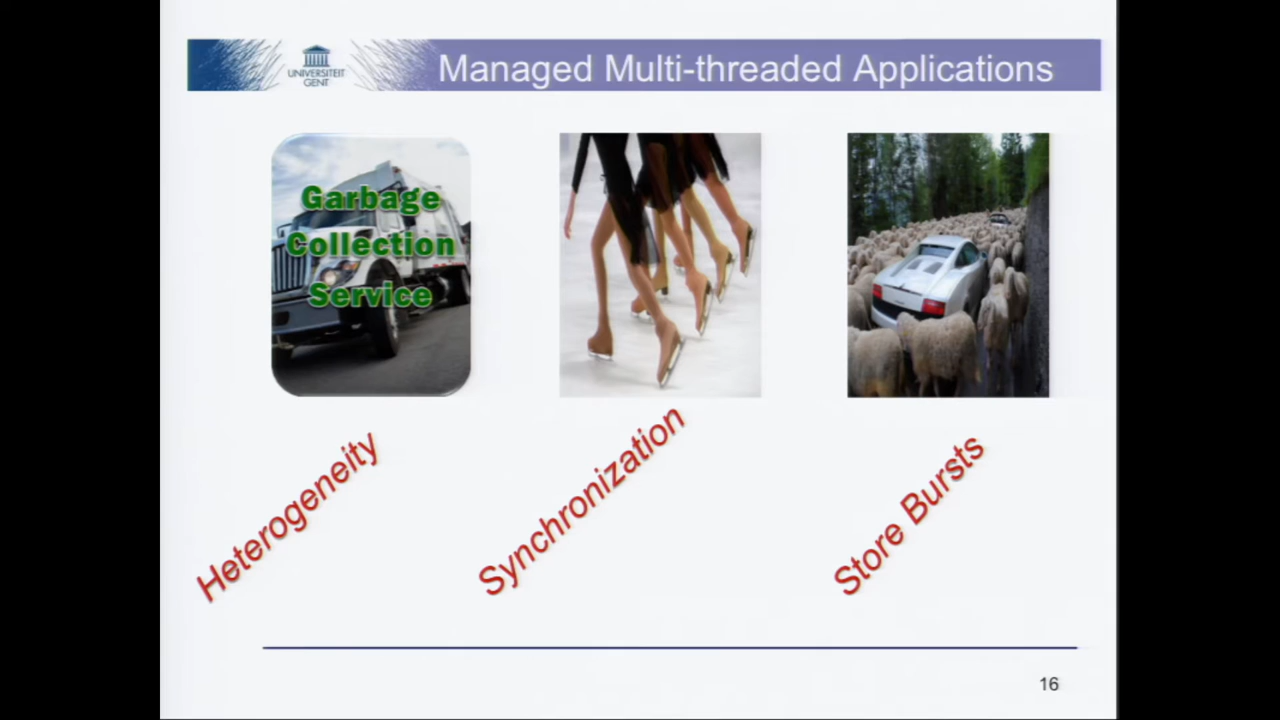 UNIVERSITEIT
GENT
Managed Multi-threaded Applications
Garbage
Collection
Service
Heterogeneity
Synchronization
Store Bursts
16